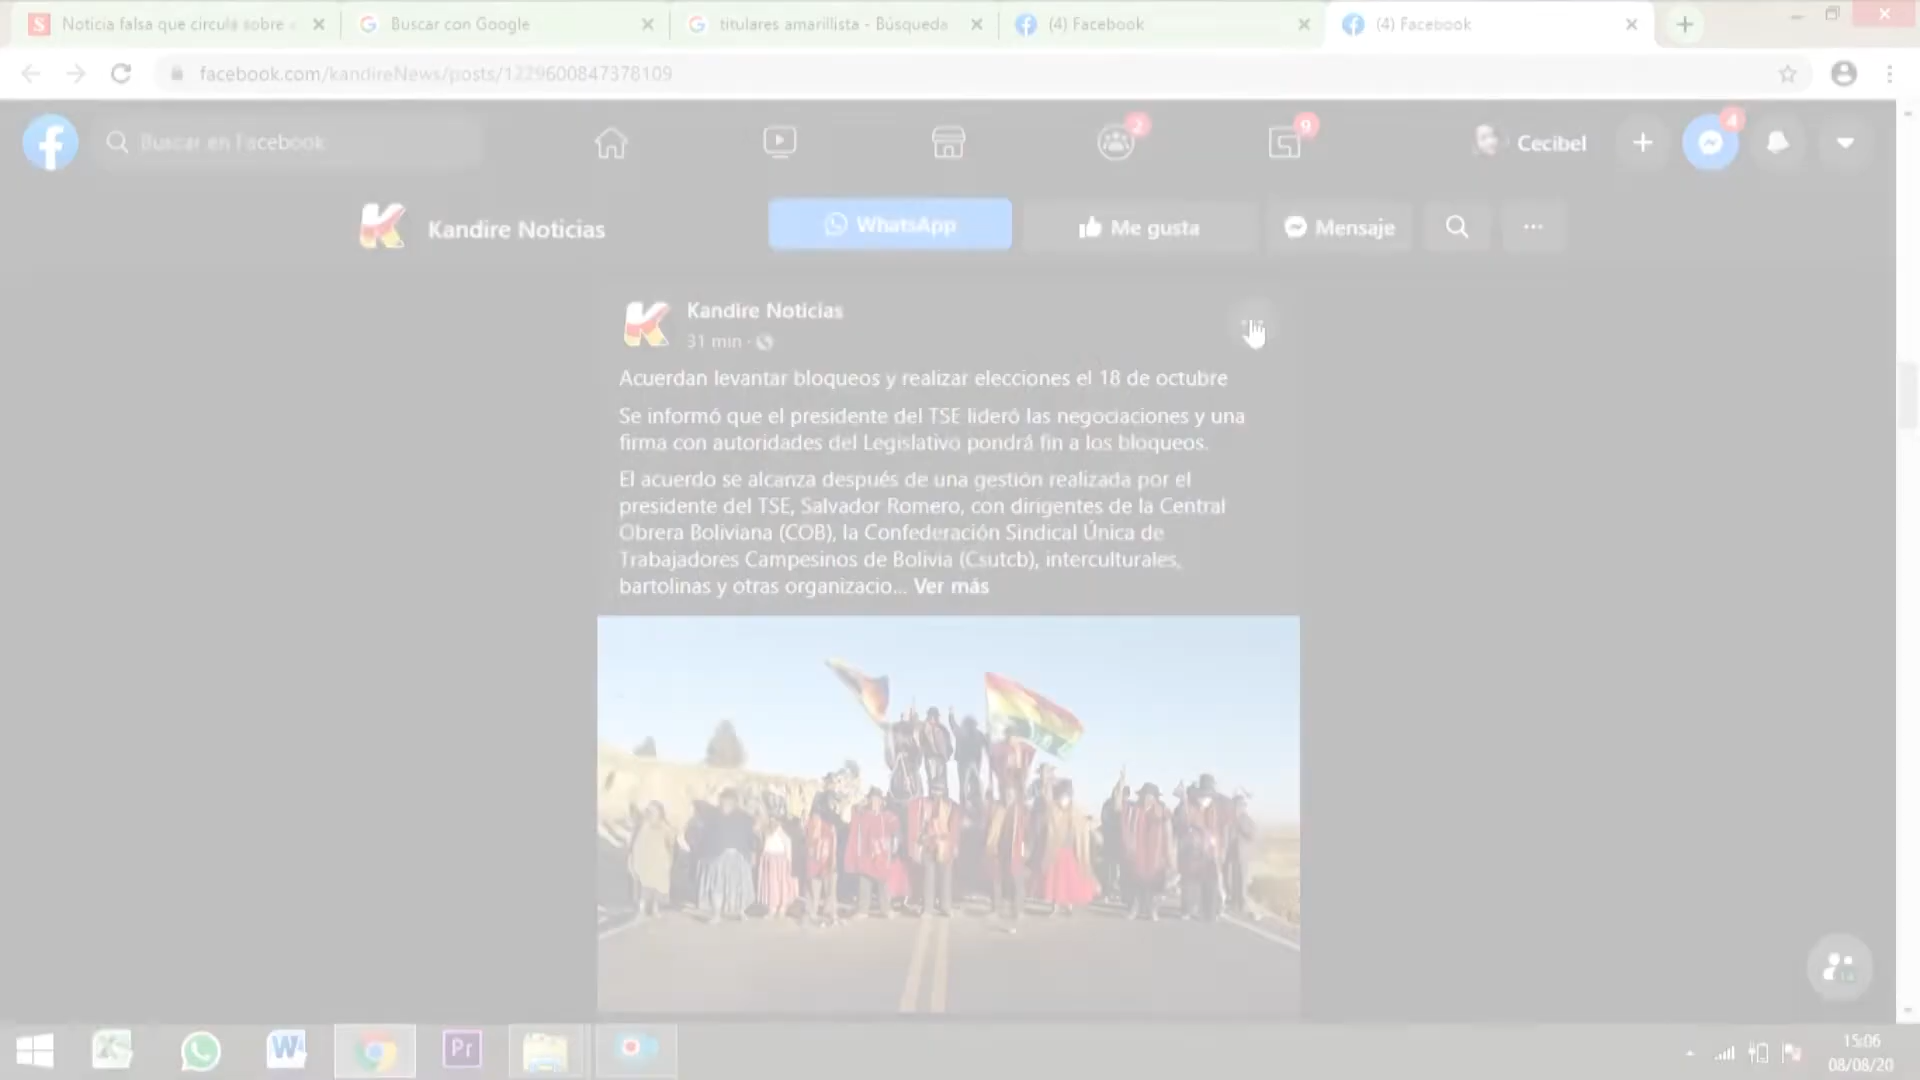 Noticia falsa que circula sobre
Buscar con Google
titulares amarillista - Búsqueda
(4) Facebook
(4) Facebook
facebook.com/kandireNews/posts/1229600847378109
Buscar en Facebook
2
9
Cecibel
4
Kandire Noticias
WhatsApp
Me gusta
Mensaje
Kandire Noticias
31 min ·
Acuerdan levantar bloqueos y realizar elecciones el 18 de octubre
Se informó que el presidente del TSE lideró las negociaciones y una
firma con autoridades del Legislativo pondrá fin a los bloqueos.
El acuerdo se alcanza después de una gestión realizada por el
presidente del TSE, Salvador Romero, con dirigentes de la Central
Obrera Boliviana (COB), la Confederación Sindical Única de
Trabajadores Campesinos de Bolivia (Csutcb), interculturales,
bartolinas y otras organizacio... Ver más
Pr
15:06
08/08/20